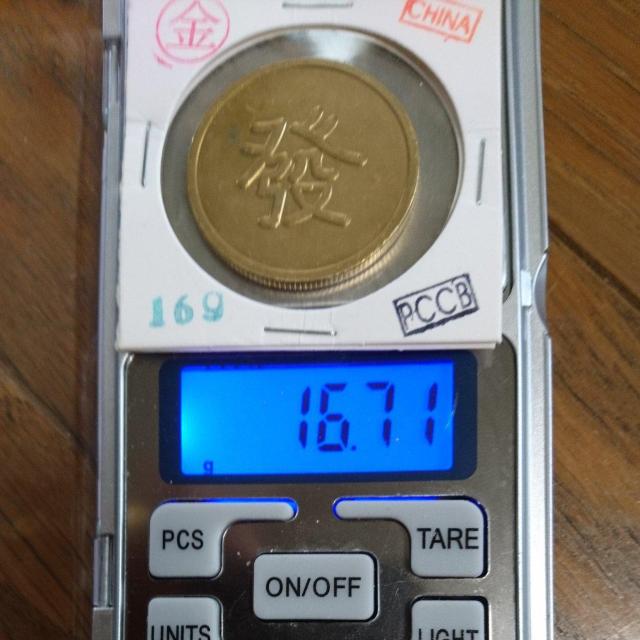 金
CHINA
發
169
PCCB
16.71
g
PCS
TARE
ON/OFF
UNITS
LIGHT